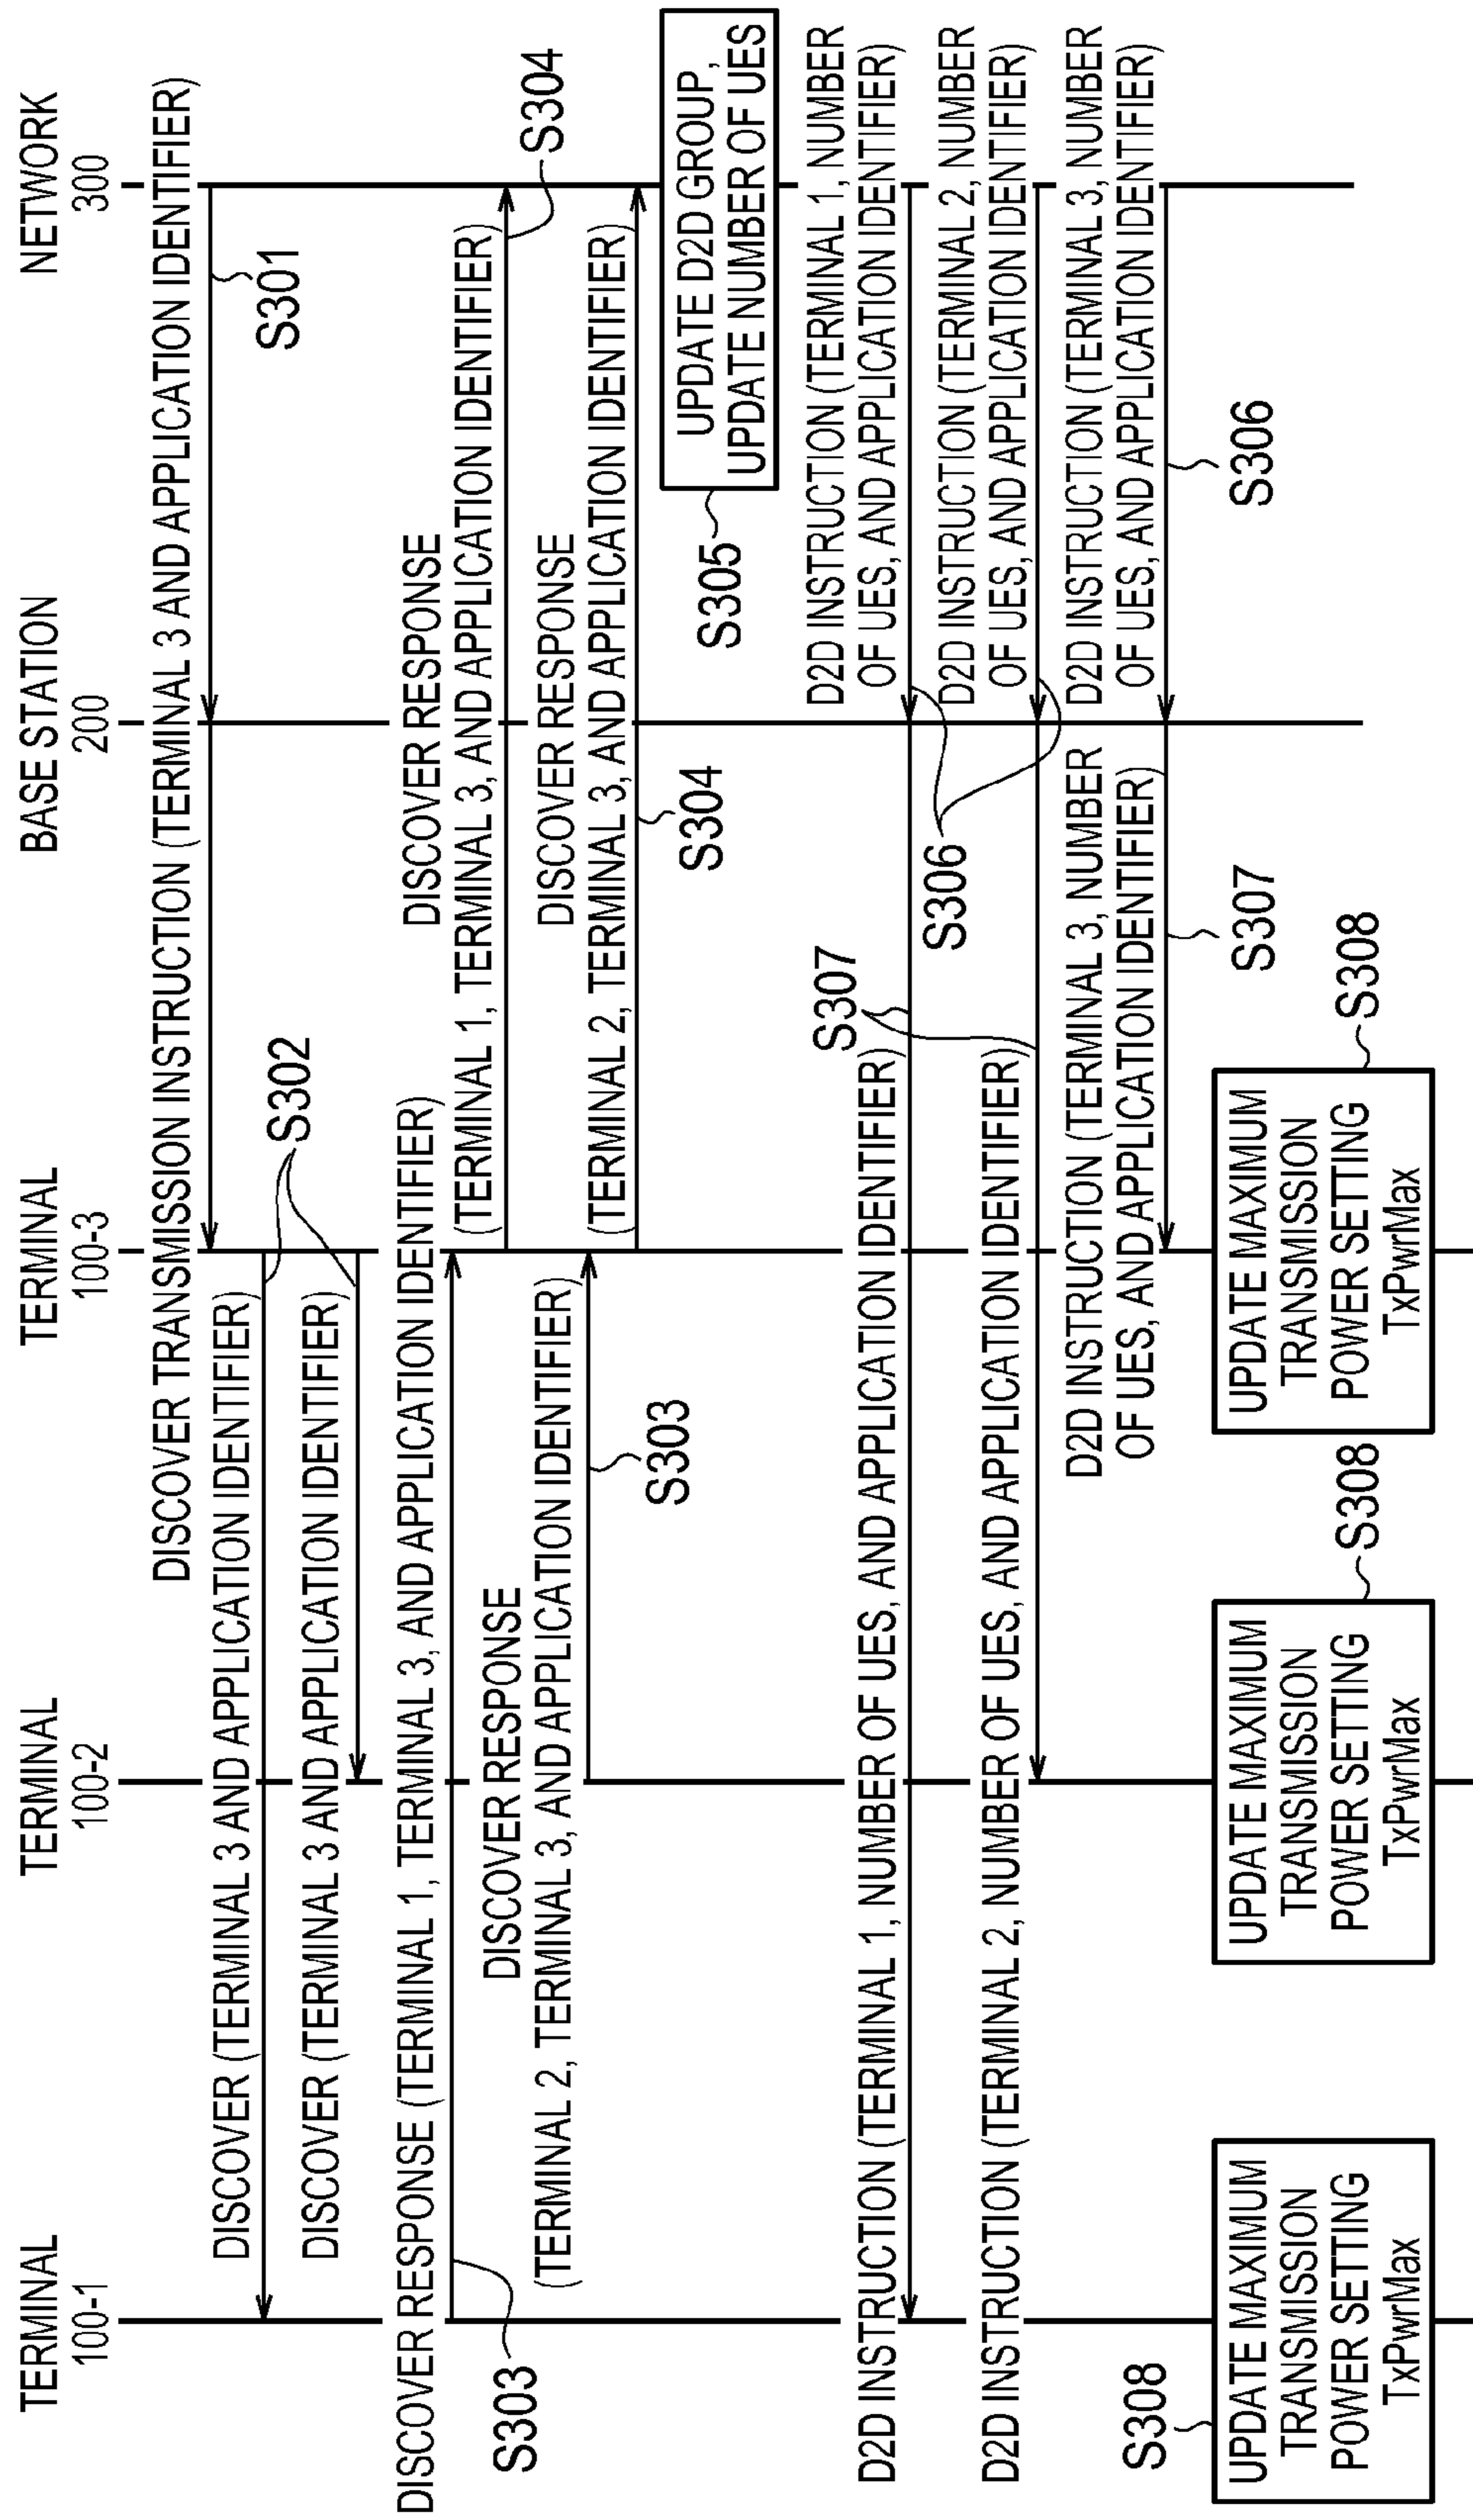 TERMINAL
100-1
TERMINAL
100-2
TERMINAL
100-3
BASE STATION
200
NETWORK
300
DISCOVER TRANSMISSION INSTRUCTION (TERMINAL 3 AND APPLICATION IDENTIFIER)
S301
DISCOVER (TERMINAL 3 AND APPLICATION IDENTIFIER)
S302
DISCOVER (TERMINAL 3 AND APPLICATION IDENTIFIER)
DISCOVER RESPONSE (TERMINAL 1, TERMINAL 3, AND APPLICATION IDENTIFIER)
S303
DISCOVER RESPONSE
(TERMINAL 1, TERMINAL 3, AND APPLICATION IDENTIFIER)
S304
DISCOVER RESPONSE
(TERMINAL 2, TERMINAL 3, AND APPLICATION IDENTIFIER)
S303
DISCOVER RESPONSE
(TERMINAL 2, TERMINAL 3, AND APPLICATION IDENTIFIER)
S304
UPDATE D2D GROUP,
UPDATE NUMBER OF UES
S305
D2D INSTRUCTION (TERMINAL 1, NUMBER
OF UES, AND APPLICATION IDENTIFIER)
D2D INSTRUCTION (TERMINAL 1, NUMBER OF UES, AND APPLICATION IDENTIFIER)
S307
S306
D2D INSTRUCTION (TERMINAL 2, NUMBER
OF UES, AND APPLICATION IDENTIFIER)
D2D INSTRUCTION (TERMINAL 2, NUMBER OF UES, AND APPLICATION IDENTIFIER)
D2D INSTRUCTION (TERMINAL 3, NUMBER
OF UES, AND APPLICATION IDENTIFIER)
D2D INSTRUCTION (TERMINAL 3, NUMBER
OF UES, AND APPLICATION IDENTIFIER)
S307
S306
S308
UPDATE MAXIMUM
TRANSMISSION
POWER SETTING
TxPwrMax
UPDATE MAXIMUM
TRANSMISSION
POWER SETTING
TxPwrMax
S308
UPDATE MAXIMUM
TRANSMISSION
POWER SETTING
TxPwrMax
S308